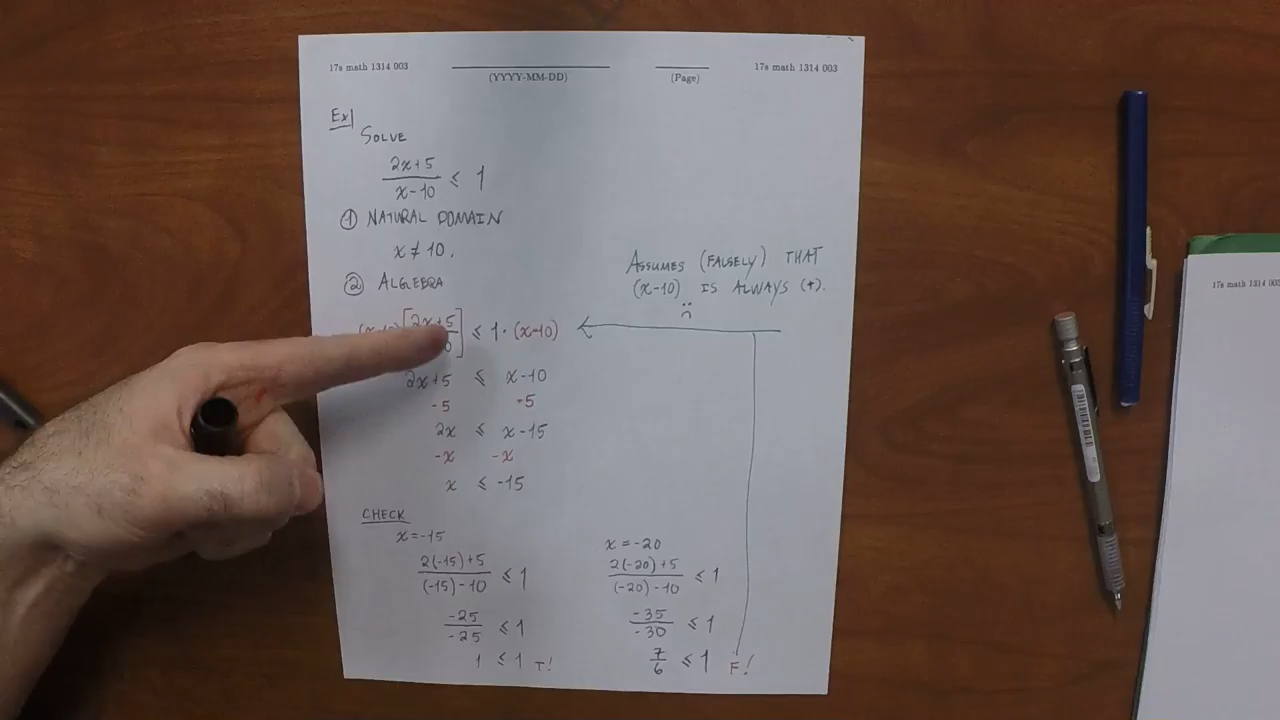 17s math 1314 003 (YYYY-MM-DD) (Page) 17s math 1314 003
Ex
SOLVE
2x+5
x-10 ≤ 1
① NATURAL DOMAIN
x ≠ 10.
② ALGEBRA
ASSUMES (FALSELY) THAT
(x-10) IS ALWAYS (+).
[2x+5 ≤ 1·(x-10)
2x+5 ≤ x-10
-5 -5
2x ≤ x-15
-x -x
x ≤ -15
CHECK
x=-15
2(-15)+5
(-15)-10 ≤ 1
-25
-25 ≤ 1
1 ≤ 1 T!
x=-20
2(-20)+5
(-20)-10 ≤ 1
-35
-30 ≤ 1
7
6 ≤ 1 F!
17s math 1314 003